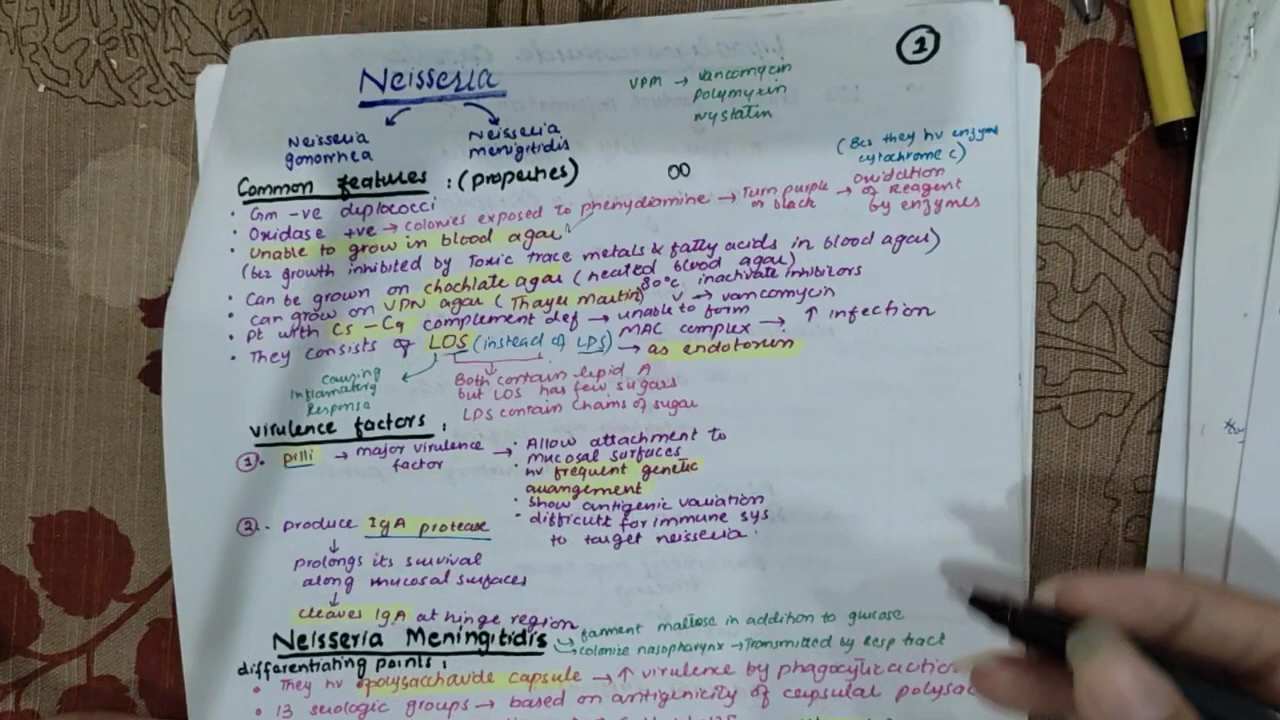 1
Neisseria
VPM → Vancomycin
Polymyxin
Nystatin
Neisseria
gonorrhea
Neisseria
menigitidis
Common features : (properties)
(Bcs they hv enzyme
cytochrome c)
• Gm -ve diplococci
• Oxidase +ve → colonies exposed to phenydiamine → Turn purple
or black → Oxidation
of Reagent
by enzymes
• Unable to grow in blood agar
(bcz growth inhibited by Toxic trace metals & fatty acids in blood agar)
• Can be grown on chochlate agar (heated blood agar)
80°c inactivate inhibitors
• can grow on VPN agar (Thayer Martin) V → vancomycin
• pt with C5 - C9 complement def → unable to form
MAC complex → ↑ infection
• They consists of LOS (instead of LPS) → as endotoxin
causing
Inflamatory
Response
Both contain lipid A
but LOS has few sugars
LPS contain Chains of sugar
Virulence factors :
① • pilli → major virulence
factor → • Allow attachment to
mucosal surfaces
• hv frequent genetic
arrangement
• Show antigenic variation
• difficult for immune sys
to target neisseria.
② • produce IgA protease
↓
prolongs its survival
along mucosal surfaces
↓
cleaves IgA at hinge region
Neisseria Meningitidis → farment maltose in addition to glucose
→ colonize nasopharynx → Transmitted by resp tract
differentiating points :
• They hv polysacchaide capsule → ↑ virulence by phagocytic action
• 13 serologic groups → based on antigenicity of capsular polysac